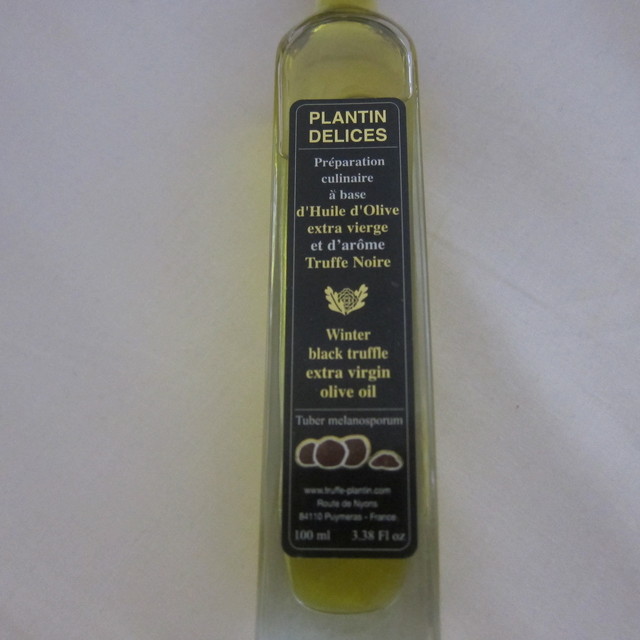 PLANTIN
DELICES
Préparation
culinaire
à base
d'Huile d'Olive
extra vierge
et d'arôme
Truffe Noire
Winter
black truffle
extra virgin
olive oil
Tuber melanosporum
www.truffe-plantin.com
Route de Nyons
84110 Puymeras - France
100 ml 3.38 Fl oz